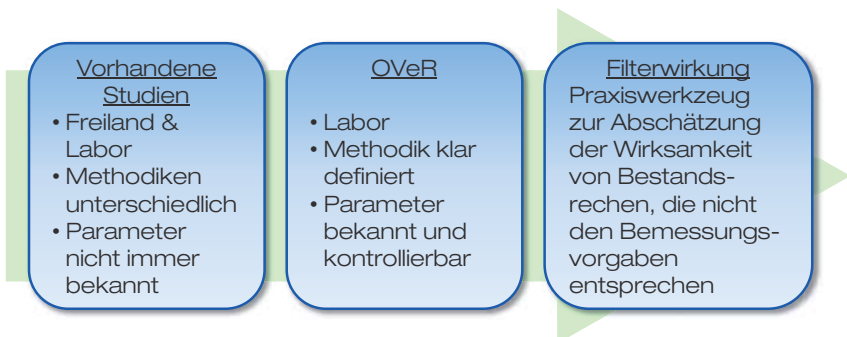 Vorhandene
Studien
• Freiland &
Labor
• Methodiken
unterschiedlich
• Parameter
nicht immer
bekannt
OVeR
• Labor
• Methodik klar
definiert
• Parameter
bekannt und
kontrollierbar
Filterwirkung
Praxiswerkzeug
zur Abschätzung
der Wirksamkeit
von Bestands-
rechen, die nicht
den Bemessungs-
vorgaben
entsprechen